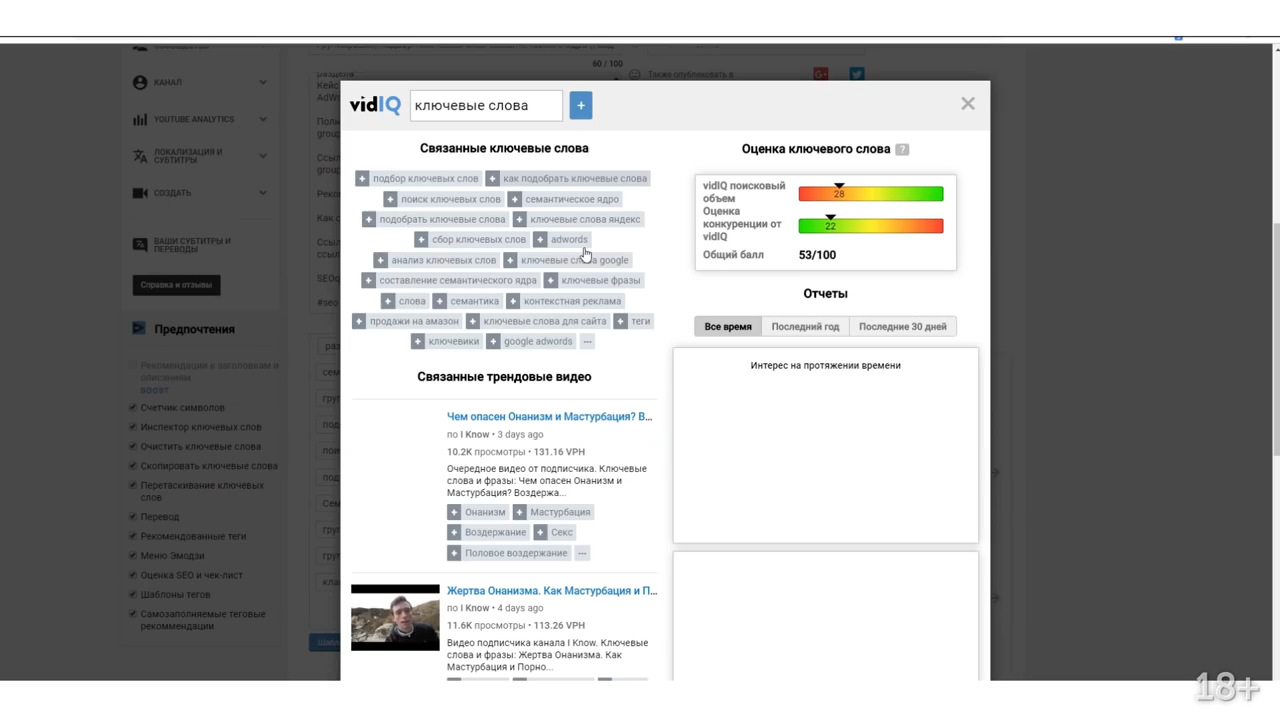 60 / 100
Также опубликовать в
КАНАЛ
YOUTUBE ANALYTICS
ЛОКАЛИЗАЦИЯ И
СУБТИТРЫ
СОЗДАТЬ
ВАШИ СУБТИТРЫ И
ПЕРЕВОДЫ
Справка и отзывы
Предпочтения
Рекомендации к заголовкам и
описаниям
BOOST
Счетчик символов
Инспектор ключевых слов
Очистить ключевые слова
Скопировать ключевые слова
Перетаскивание ключевых
слов
Перевод
Рекомендованные теги
Меню Эмодзи
Оценка SEO и чек-лист
Шаблоны тегов
Самозаполняемые теговые
рекоммендации
vidIQ
ключевые слова
+
Связанные ключевые слова
+ подбор ключевых слов + как подобрать ключевые слова
+ поиск ключевых слов + семантическое ядро
+ подобрать ключевые слова + ключевые слова яндекс
+ сбор ключевых слов + adwords
+ анализ ключевых слов + ключевые слова google
+ составление семантического ядра + ключевые фразы
+ слова + семантика + контекстная реклама
+ продажи на амазон + ключевые слова для сайта + теги
+ ключевики + google adwords ...
Связанные трендовые видео
Чем опасен Онанизм и Мастурбация? В...
по I Know • 3 days ago
10.2K просмотры • 131.16 VPH
Очередное видео от подписчика. Ключевые
слова и фразы: Чем опасен Онанизм и
Мастурбация? Воздержа...
+ Онанизм + Мастурбация
+ Воздержание + Секс
+ Половое воздержание ...
Жертва Онанизма. Как Мастурбация и П...
по I Know • 4 days ago
11.6K просмотры • 113.26 VPH
Видео подписчика канала I Know. Ключевые
слова и фразы: Жертва Онанизма. Как
Мастурбация и Порно...
Оценка ключевого слова ?
vidIQ поисковый
объем
28
Оценка
конкуренции от
vidIQ
22
Общий балл 53/100
Отчеты
Все время Последний год Последние 30 дней
Интерес на протяжении времени
18+